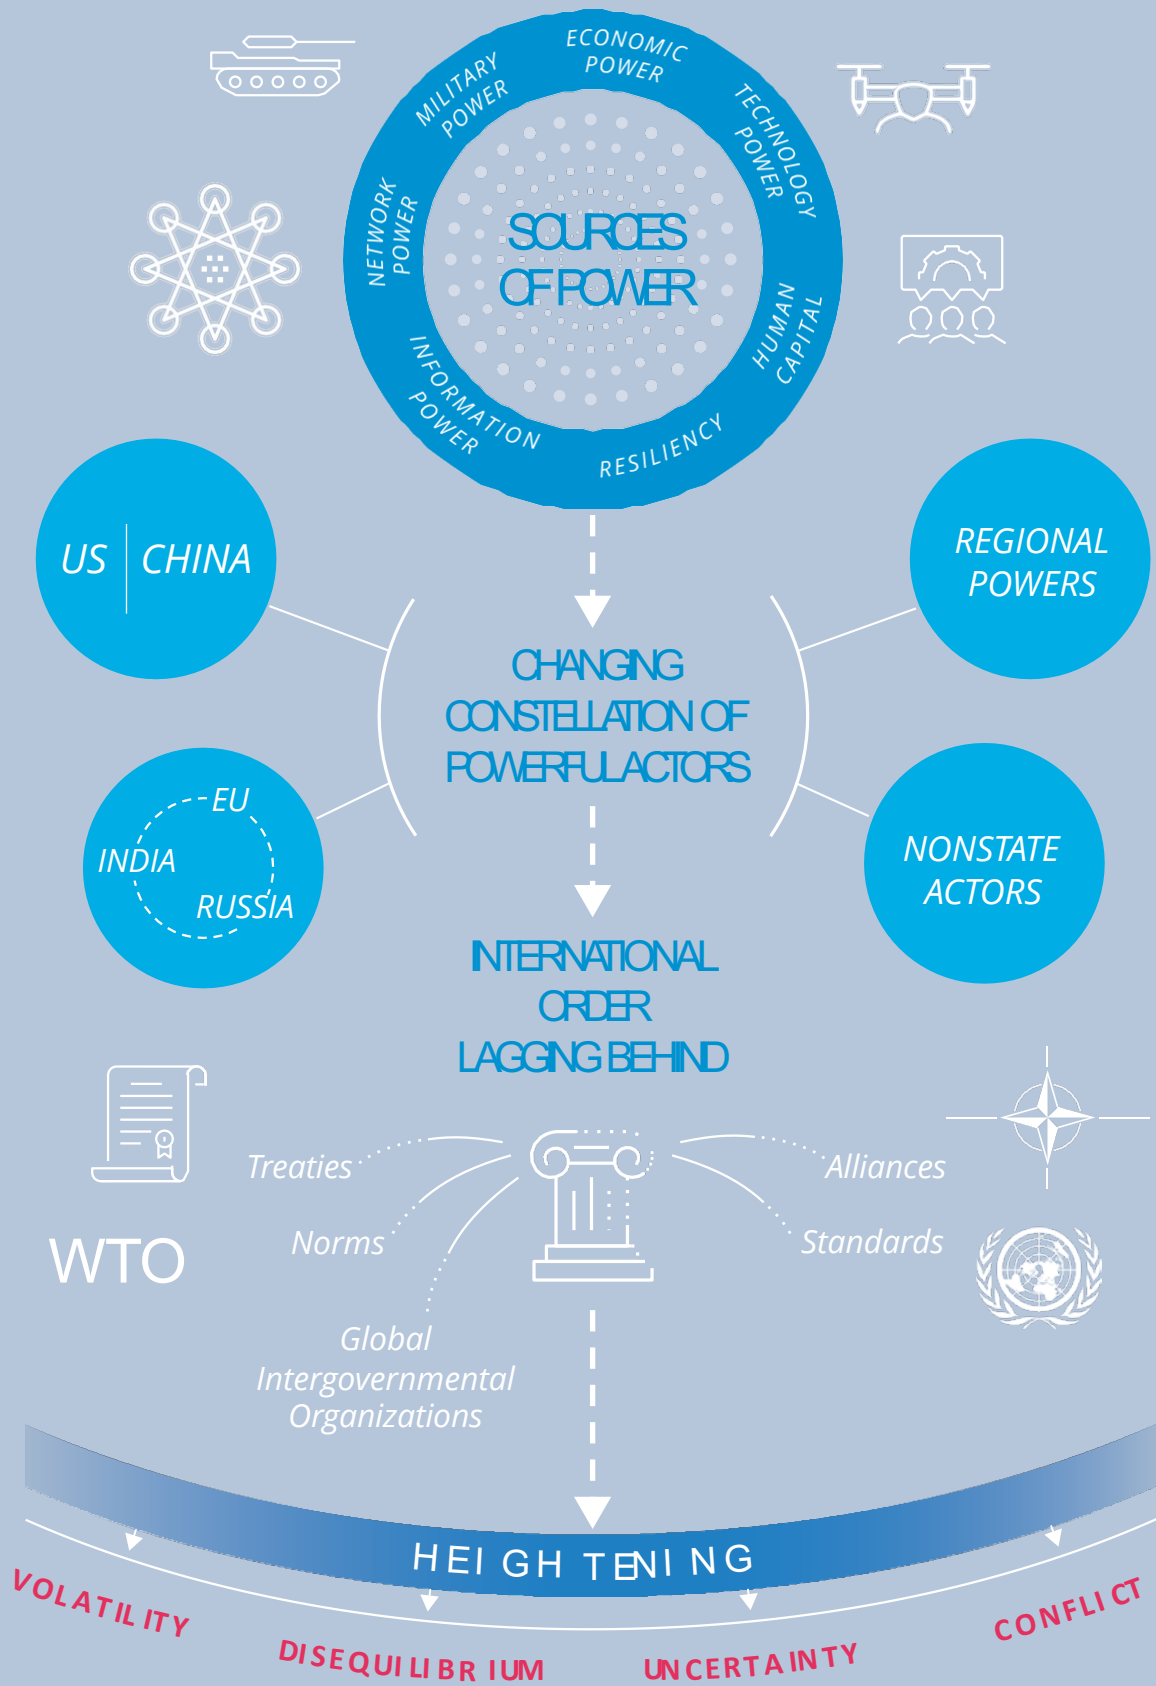 ECONOMIC
POWER
MILITARY
POWER
TECHNOLOGY
POWER
NETWORK
POWER
SOURCES
OF POWER
HUMAN
CAPITAL
INFORMATION
POWER
RESILIENCY
US | CHINA
REGIONAL
POWERS
CHANGING
CONSTELLATION OF
POWERFUL ACTORS
EU
INDIA
RUSSIA
NONSTATE
ACTORS
INTERNATIONAL
ORDER
LAGGING BEHIND
Treaties
Alliances
Norms
Standards
WTO
Global
Intergovernmental
Organizations
HEIGHTENING
VOLATILITY
DISEQUILIBRIUM
UNCERTAINTY
CONFLICT